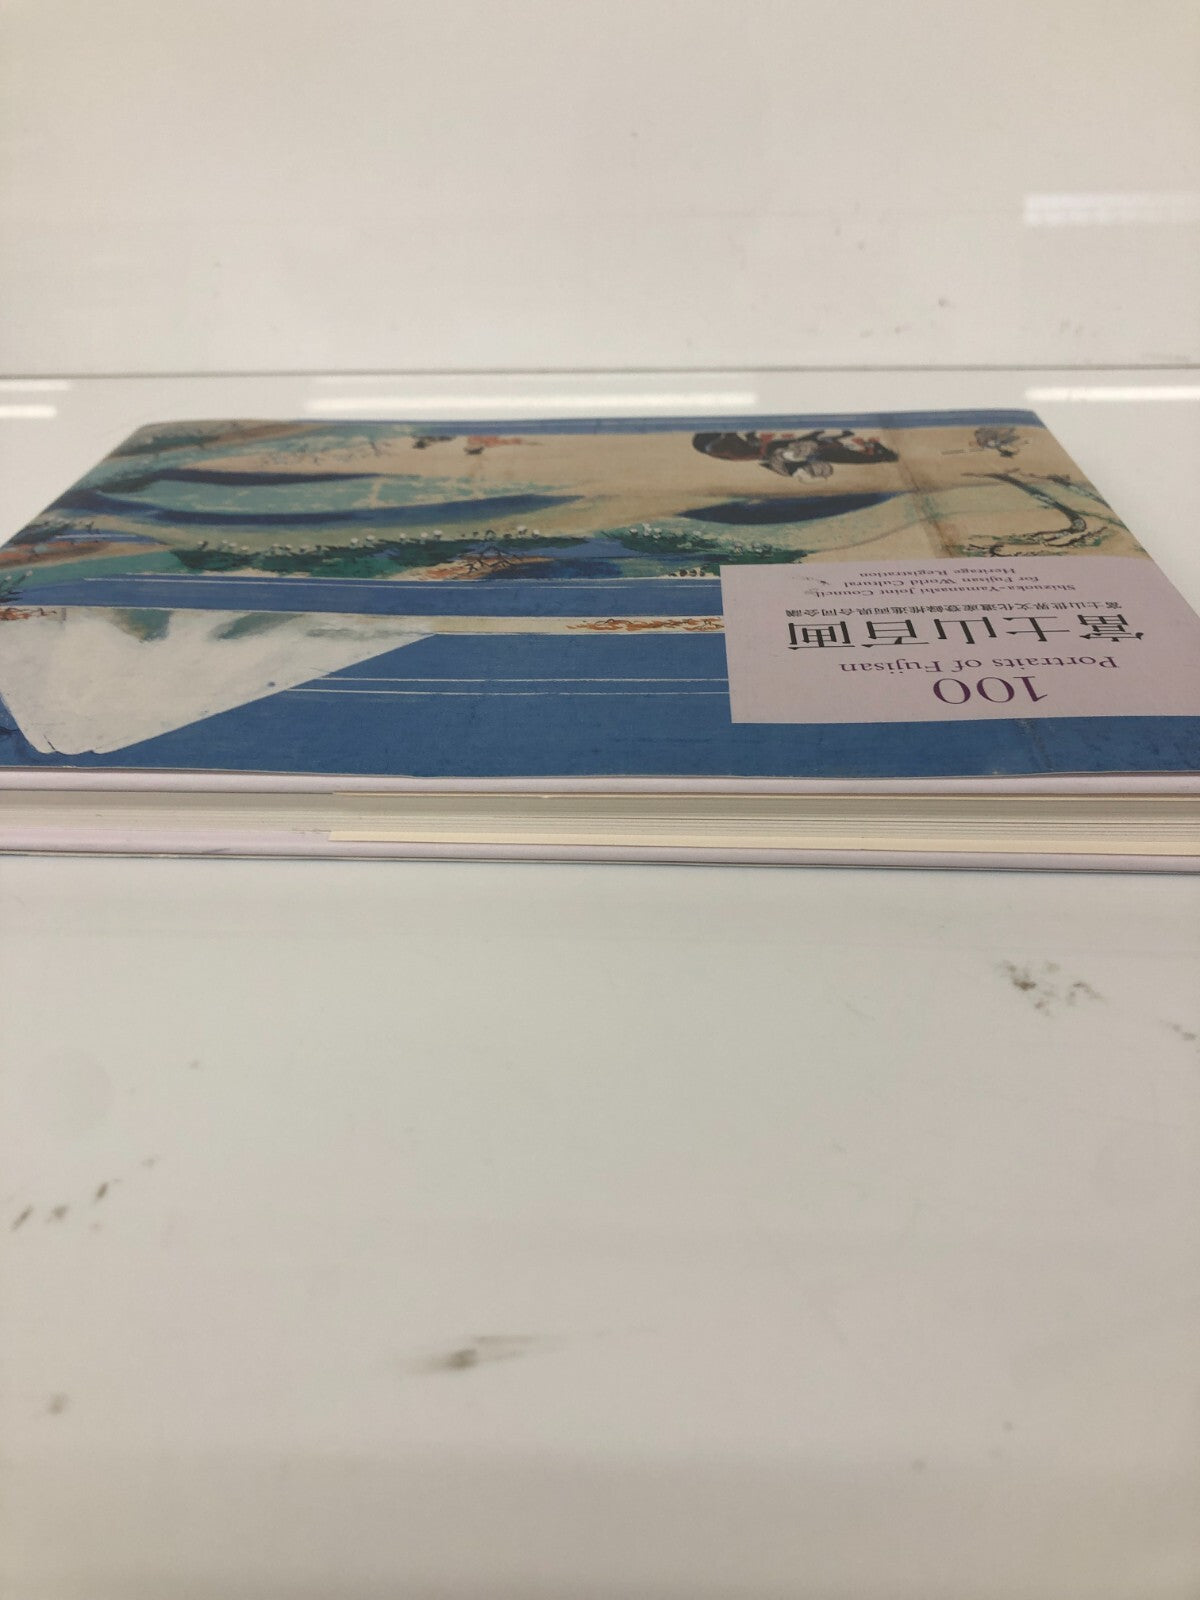 100
Portraits of Fujisan
富士山百画
富士山世界文化遺産登録推進両県合同会議
Shizuoka-Yamanashi Joint Council
for Fujisan World Cultural
Heritage Registration